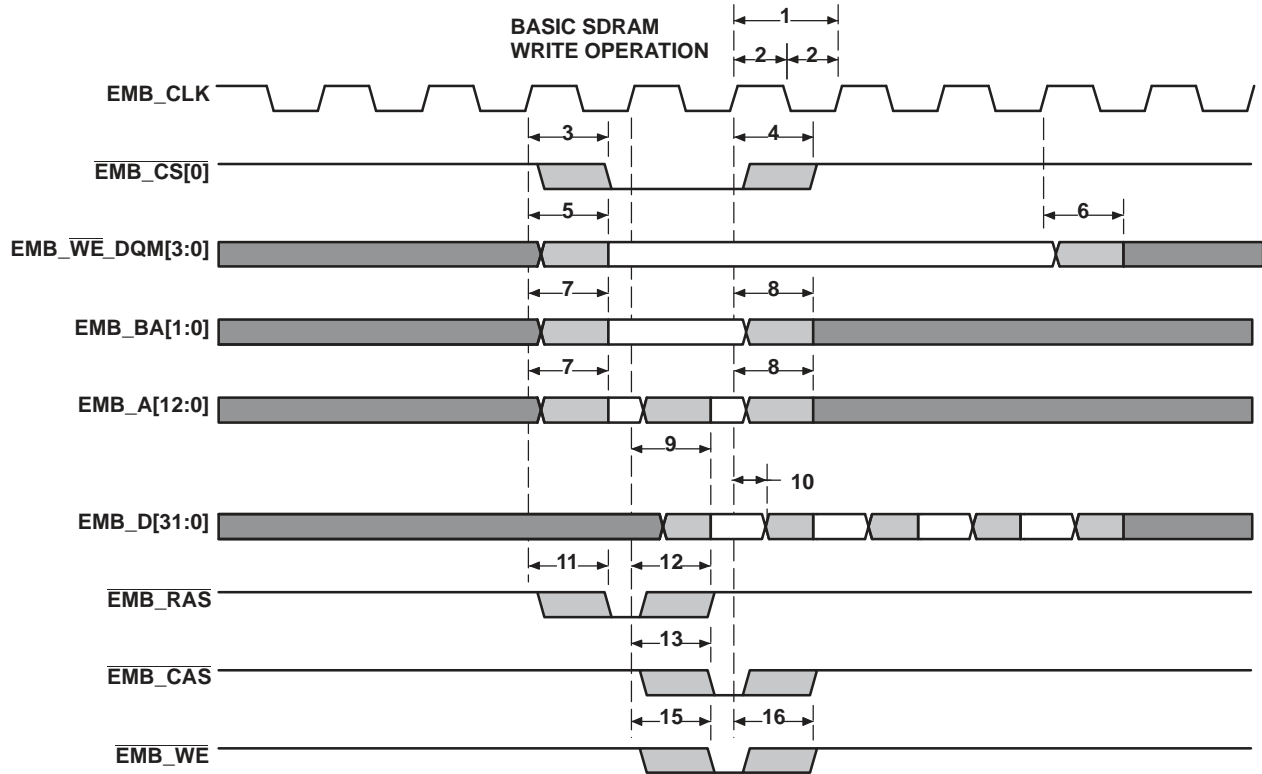 BASIC SDRAM
WRITE OPERATION
1
2 2
EMB_CLK
3 4
EMB_CS[0]
5 6
EMB_WE_DQM[3:0]
7 8
EMB_BA[1:0]
7 8
EMB_A[12:0]
9
10
EMB_D[31:0]
11 12
EMB_RAS
13
EMB_CAS
15 16
EMB_WE